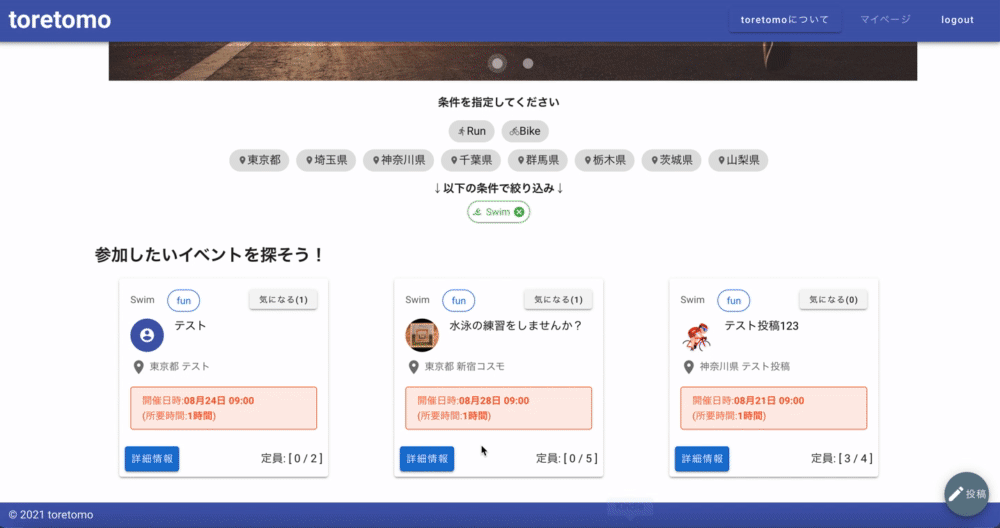 toretomo
toretomoについて マイページ logout
条件を指定してください
Run Bike
東京都 埼玉県 神奈川県 千葉県 群馬県 栃木県 茨城県 山梨県
↓以下の条件で絞り込み↓
Swim
参加したいイベントを探そう！
Swim fun 気になる(1)
テスト
東京都 テスト
開催日時:08月24日 09:00
(所要時間:1時間)
詳細情報 定員: [ 0 / 2 ]
Swim fun 気になる(1)
水泳の練習をしませんか？
東京都 新宿コスモ
開催日時:08月28日 09:00
(所要時間:1時間)
詳細情報 定員: [ 0 / 5 ]
Swim fun 気になる(0)
テスト投稿123
神奈川県 テスト投稿
開催日時:08月21日 09:00
(所要時間:1時間)
詳細情報 定員: [ 3 / 4 ]
投稿
© 2021 toretomo